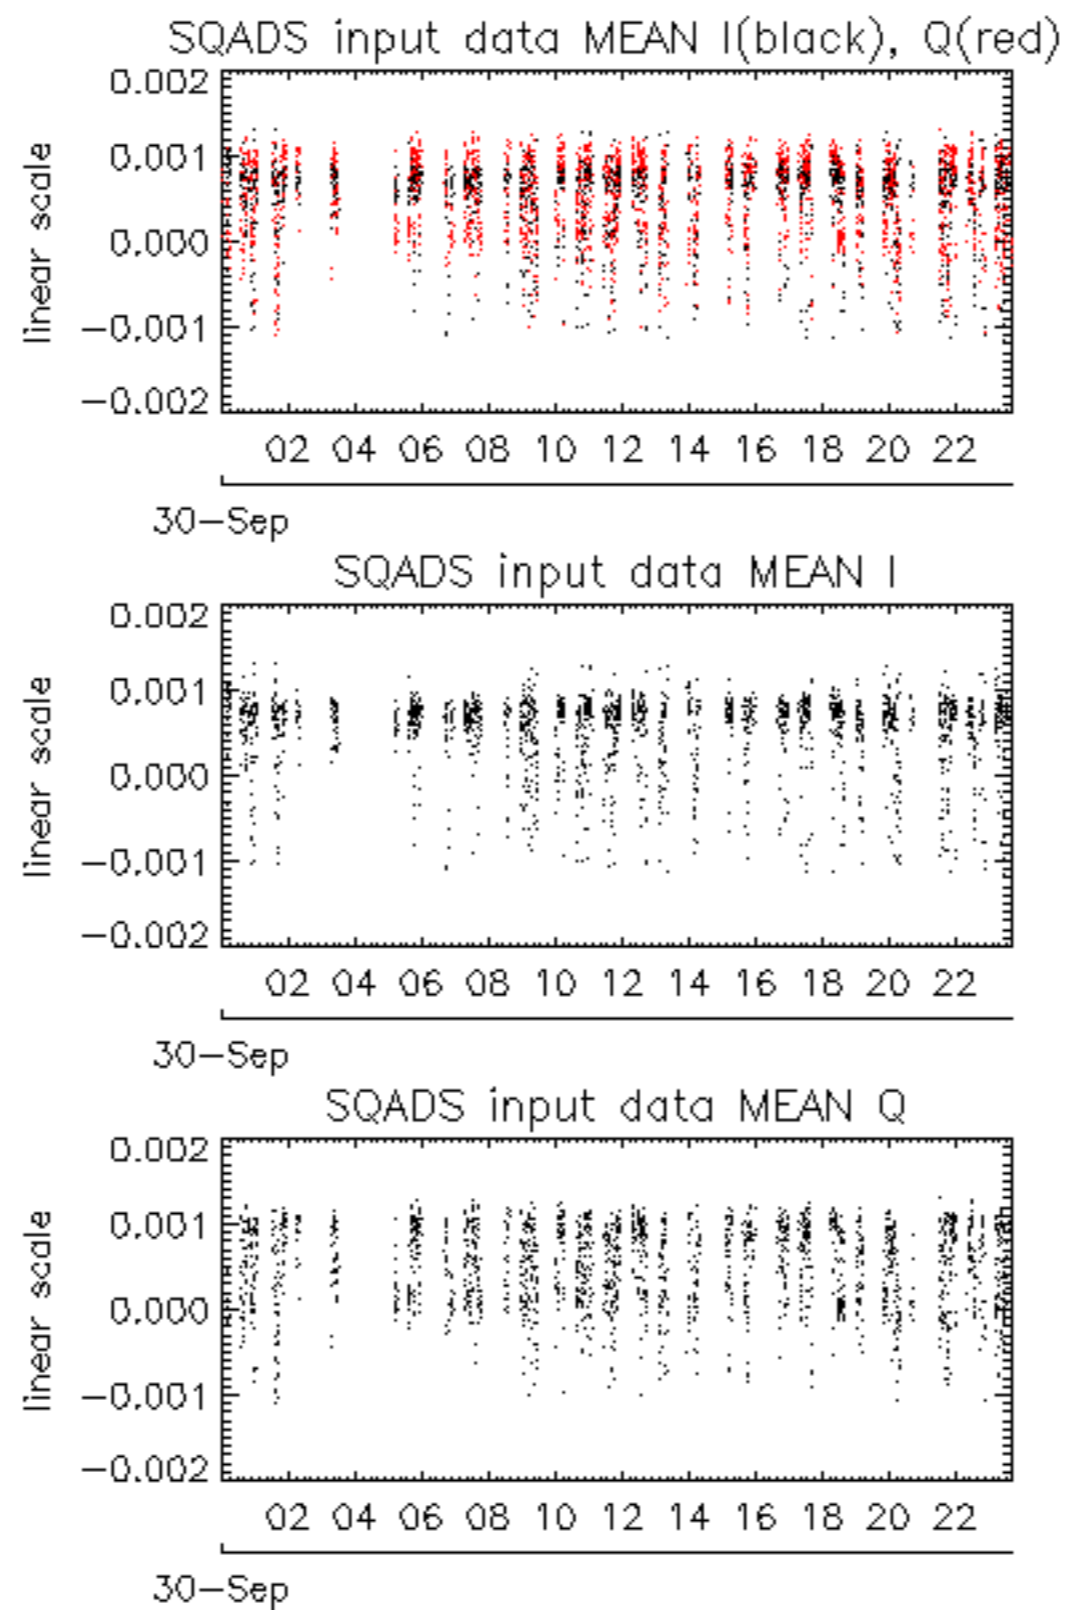 SQADS input data MEAN I(black), Q(red)
0.002
0.001
0.000
−0.001
−0.002
linear scale
02 04 06 08 10 12 14 16 18 20 22
30−Sep
SQADS input data MEAN I
0.002
0.001
0.000
−0.001
−0.002
linear scale
02 04 06 08 10 12 14 16 18 20 22
30−Sep
SQADS input data MEAN Q
0.002
0.001
0.000
−0.001
−0.002
linear scale
02 04 06 08 10 12 14 16 18 20 22
30−Sep